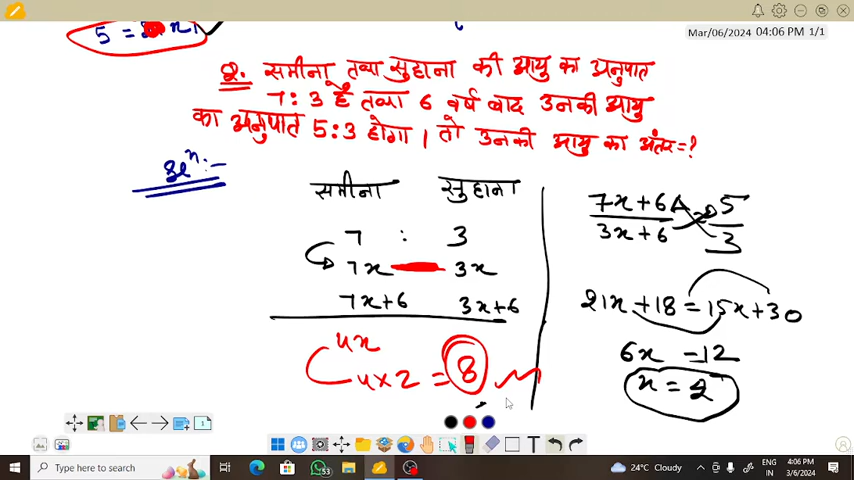 Mar/06/2024 04:06 PM 1/1
Q. समीना तथा सुहाना की आयु का अनुपात
7:3 है तथा 6 वर्ष बाद उनकी आयु
का अनुपात 5:3 होगा। तो उनकी आयु का अंतर=?
Solⁿ:-
समीना सुहाना
7 : 3
7x 3x
7x+6 3x+6
4x
4×2 = 8
7x+6 = 5
3x+6 3
21x+18=15x+30
6x =12
x = 2
Type here to search
53
24°C Cloudy
ENG
IN
4:06 PM
3/6/2024